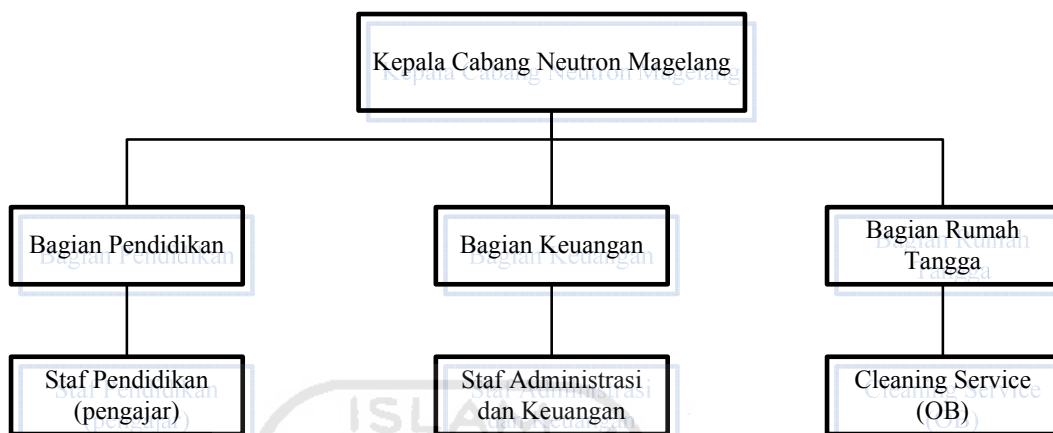 Kepala Cabang Neutron Magelang
Bagian Pendidikan
Bagian Keuangan
Bagian Rumah
Tangga
Staf Pendidikan
(pengajar)
Staf Administrasi
dan Keuangan
Cleaning Service
(OB)
ISLAM